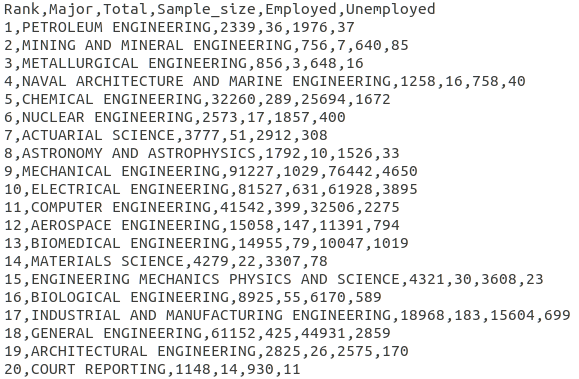 Rank,Major,Total,Sample_size,Employed,Unemployed
1,PETROLEUM ENGINEERING,2339,36,1976,37
2,MINING AND MINERAL ENGINEERING,756,7,640,85
3,METALLURGICAL ENGINEERING,856,3,648,16
4,NAVAL ARCHITECTURE AND MARINE ENGINEERING,1258,16,758,40
5,CHEMICAL ENGINEERING,32260,289,25694,1672
6,NUCLEAR ENGINEERING,2573,17,1857,400
7,ACTUARIAL SCIENCE,3777,51,2912,308
8,ASTRONOMY AND ASTROPHYSICS,1792,10,1526,33
9,MECHANICAL ENGINEERING,91227,1029,76442,4650
10,ELECTRICAL ENGINEERING,81527,631,61928,3895
11,COMPUTER ENGINEERING,41542,399,32506,2275
12,AEROSPACE ENGINEERING,15058,147,11391,794
13,BIOMEDICAL ENGINEERING,14955,79,10047,1019
14,MATERIALS SCIENCE,4279,22,3307,78
15,ENGINEERING MECHANICS PHYSICS AND SCIENCE,4321,30,3608,23
16,BIOLOGICAL ENGINEERING,8925,55,6170,589
17,INDUSTRIAL AND MANUFACTURING ENGINEERING,18968,183,15604,699
18,GENERAL ENGINEERING,61152,425,44931,2859
19,ARCHITECTURAL ENGINEERING,2825,26,2575,170
20,COURT REPORTING,1148,14,930,11